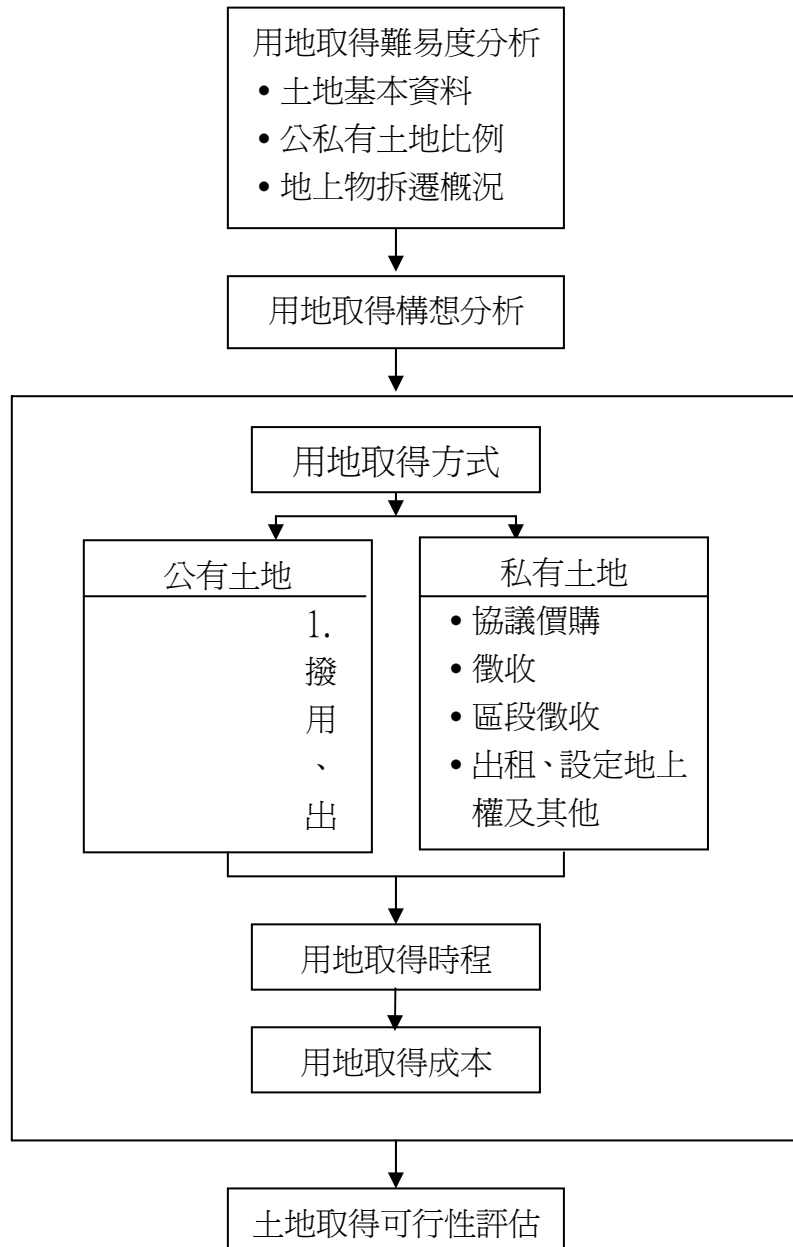 用地取得難易度分析
• 土地基本資料
• 公私有土地比例
• 地上物拆遷概況
用地取得構想分析
用地取得方式
公有土地
1.
撥
用
、
出
私有土地
• 協議價購
• 徵收
• 區段徵收
• 出租、設定地上
權及其他
用地取得時程
用地取得成本
土地取得可行性評估